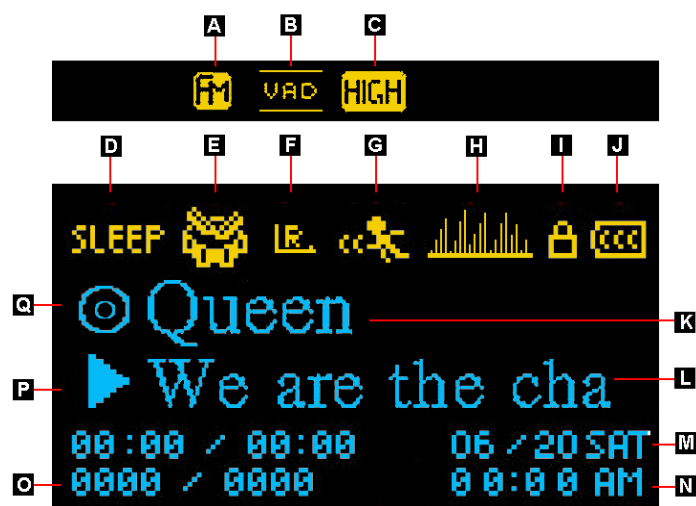 A B C
FM VAD HIGH
D E F G H I J
SLEEP LR
Q Queen K
P We are the cha L
00:00 / 00:00 06/20 SAT M
O 0000 / 0000 00:00 AM N